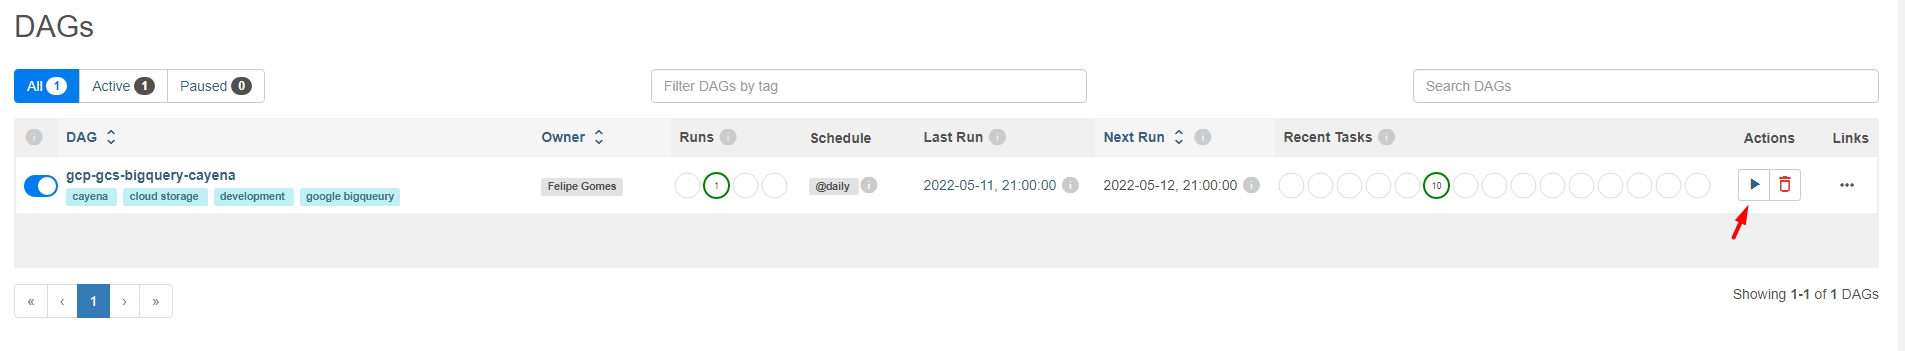 DAGs
All 1 Active 1 Paused 0 Filter DAGs by tag Search DAGs
i DAG Owner Runs i Schedule Last Run i Next Run i Recent Tasks i Actions Links
gcp-gcs-bigquery-cayena
Felipe Gomes 1 @daily i 2022-05-11, 21:00:00 i 2022-05-12, 21:00:00 i 10 •••
cayena cloud storage development google bigqueury
« ‹ 1 › » Showing 1-1 of 1 DAGs